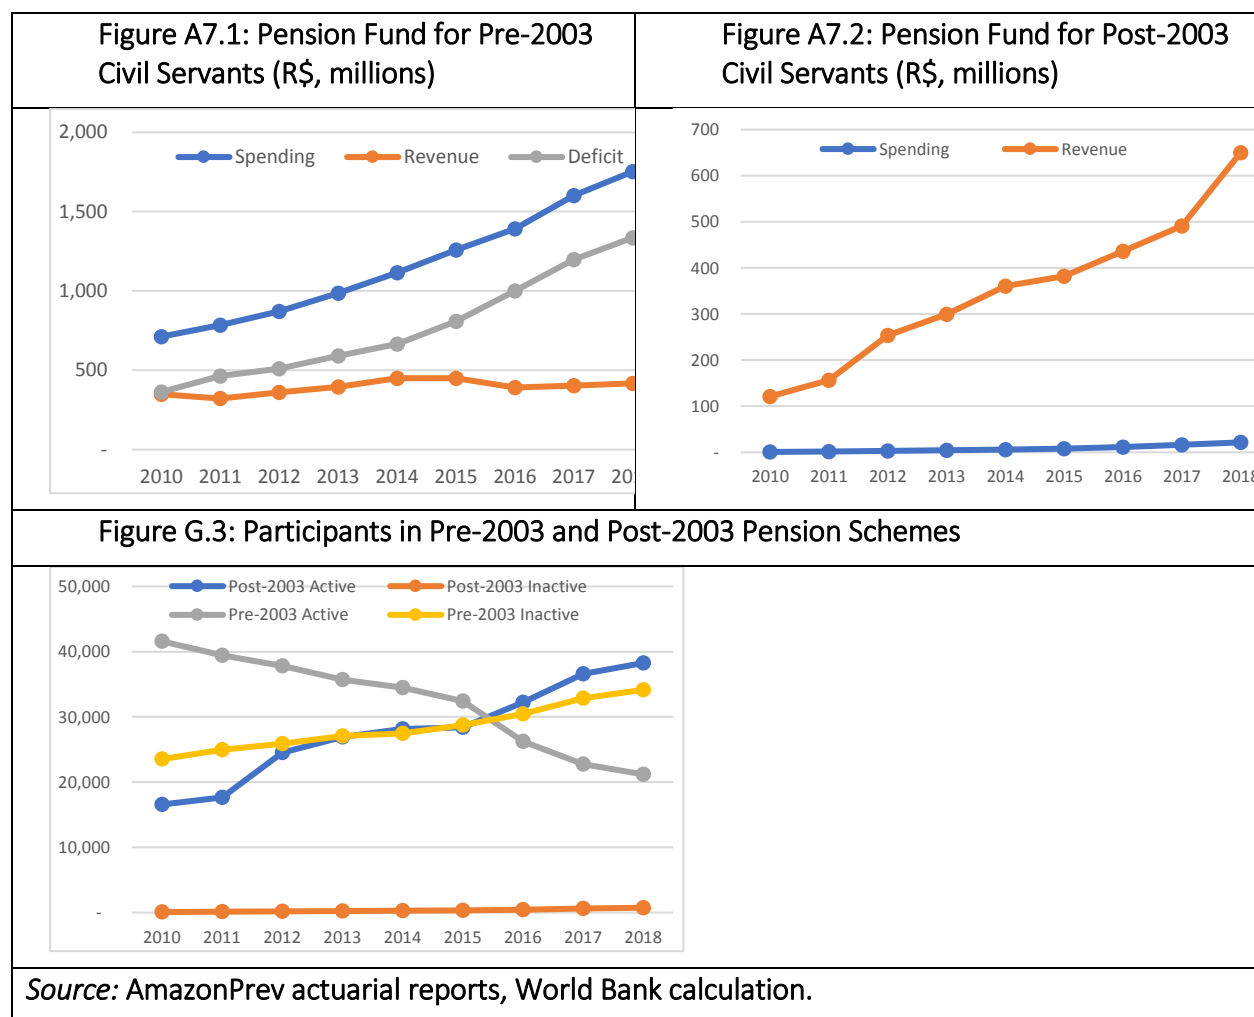 Figure A7.1: Pension Fund for Pre-2003
Civil Servants (R$, millions)
Figure A7.2: Pension Fund for Post-2003
Civil Servants (R$, millions)
2,000
Spending Revenue Deficit
1,500
1,000
500
-
2010 2011 2012 2013 2014 2015 2016 2017 201
700
Spending Revenue
600
500
400
300
200
100
-
2010 2011 2012 2013 2014 2015 2016 2017 2018
Figure G.3: Participants in Pre-2003 and Post-2003 Pension Schemes
50,000
Post-2003 Active Post-2003 Inactive
Pre-2003 Active Pre-2003 Inactive
40,000
30,000
20,000
10,000
-
2010 2011 2012 2013 2014 2015 2016 2017 2018
Source: AmazonPrev actuarial reports, World Bank calculation.